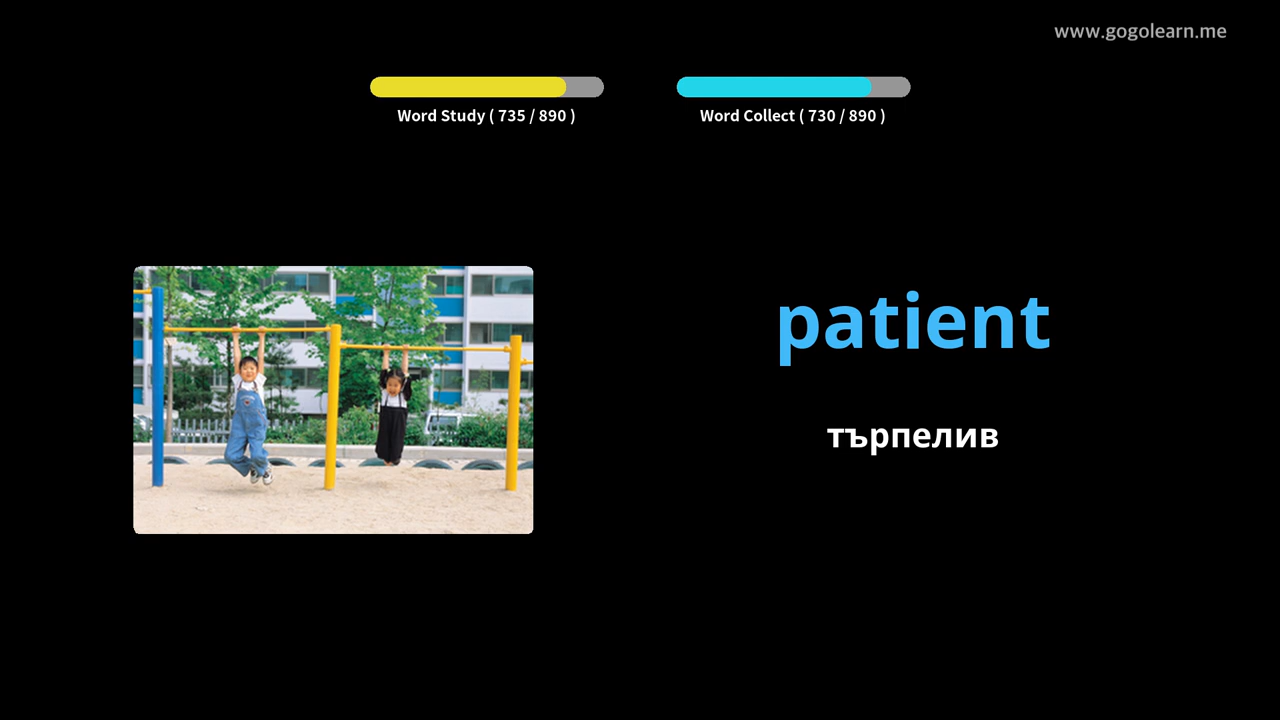 www.gogolearn.me
Word Study ( 735 / 890 )
Word Collect ( 730 / 890 )
patient
търпелив